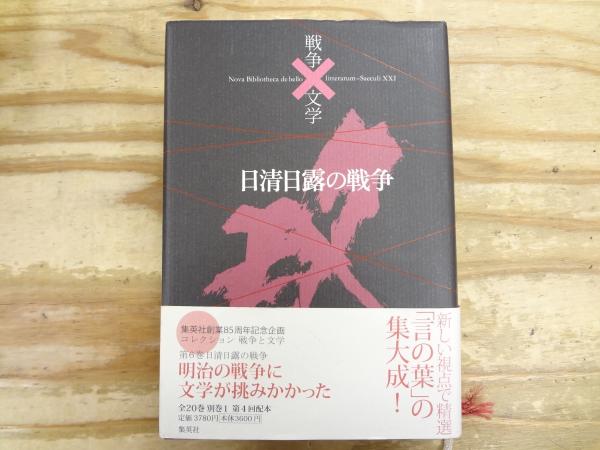 戦争×文学
Nova Bibliotheca de bello litterarum–Saeculi XXI
日清日露の戦争
集英社創業85周年記念企画
コレクション 戦争と文学
第6巻日清日露の戦争
明治の戦争に
文学が挑みかかった
全20巻 別巻1 第4回配本
定価 3780円 本体3600円
集英社
新しい視点で精選
「言の葉」の
集大成！